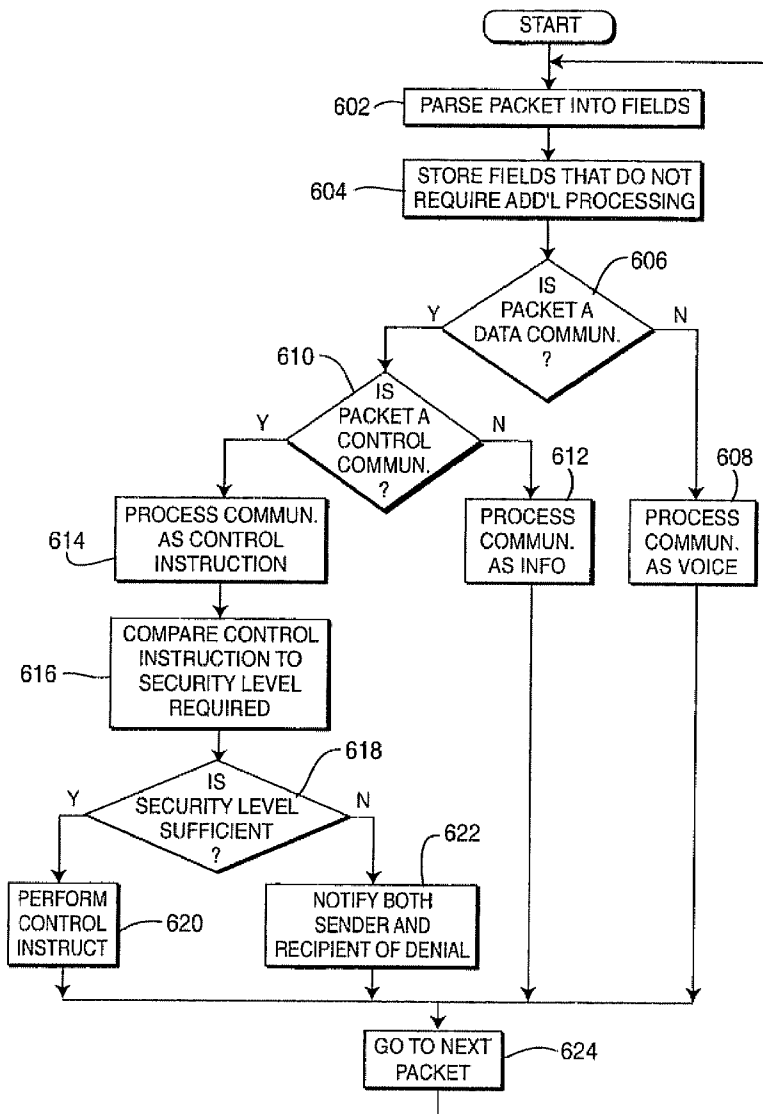 START
602
PARSE PACKET INTO FIELDS
604
STORE FIELDS THAT DO NOT
REQUIRE ADD'L PROCESSING
606
IS
PACKET A
DATA COMMUN.
?
Y
N
610
IS
PACKET A
CONTROL
COMMUN.
?
Y
N
612
608
614
PROCESS COMMUN.
AS CONTROL
INSTRUCTION
PROCESS
COMMUN.
AS INFO
PROCESS
COMMUN.
AS VOICE
616
COMPARE CONTROL
INSTRUCTION TO
SECURITY LEVEL
REQUIRED
618
IS
SECURITY LEVEL
SUFFICIENT
?
Y
N
622
PERFORM
CONTROL
INSTRUCT
620
NOTIFY BOTH
SENDER AND
RECIPIENT OF DENIAL
GO TO NEXT
PACKET
624